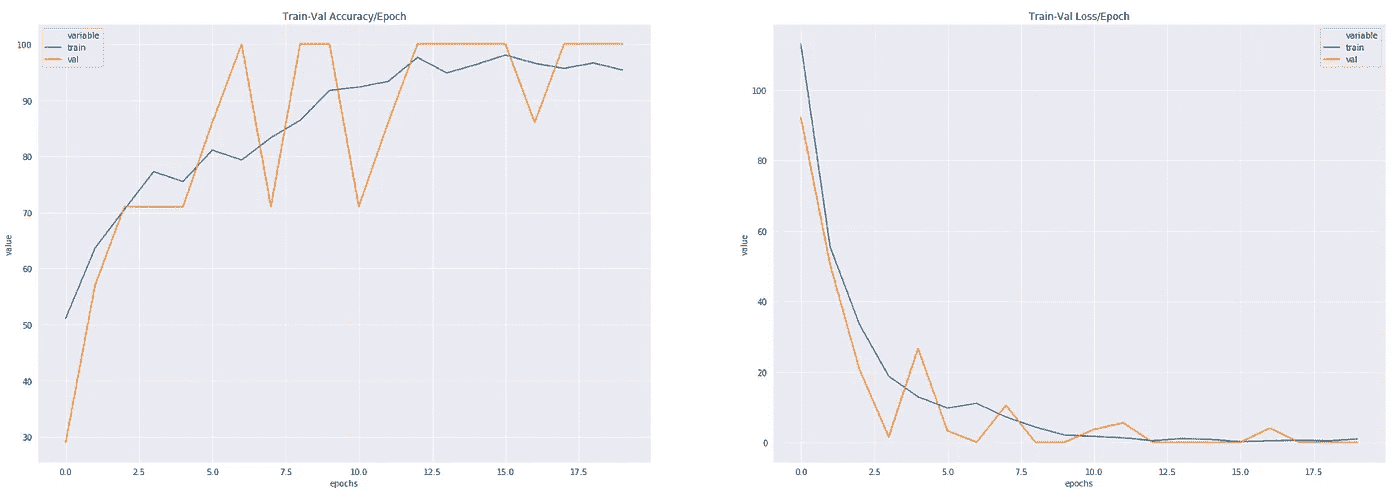 Train-Val Accuracy/Epoch
variable
train
val
100
90
80
70
60
50
40
30
value
0.0 2.5 5.0 7.5 10.0 12.5 15.0 17.5
epochs
Train-Val Loss/Epoch
variable
train
val
100
80
60
40
20
0
value
0.0 2.5 5.0 7.5 10.0 12.5 15.0 17.5
epochs